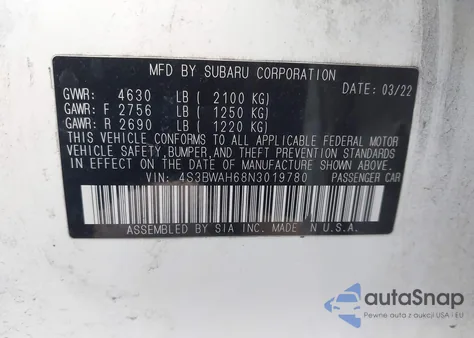 MFD BY SUBARU CORPORATION
DATE: 03/22
GVWR: 4630 LB ( 2100 KG)
GAWR: F 2756 LB ( 1250 KG)
GAWR: R 2690 LB ( 1220 KG)
THIS VEHICLE CONFORMS TO ALL APPLICABLE FEDERAL MOTOR
VEHICLE SAFETY, BUMPER, AND THEFT PREVENTION STANDARDS
IN EFFECT ON THE DATE OF MANUFACTURE SHOWN ABOVE.
VIN: 4S3BWAH68N3019780 PASSENGER CAR
ASSEMBLED BY SIA INC. MADE IN U.S.A.
autoSnap
Pewne auta z dostawą z USA i EU